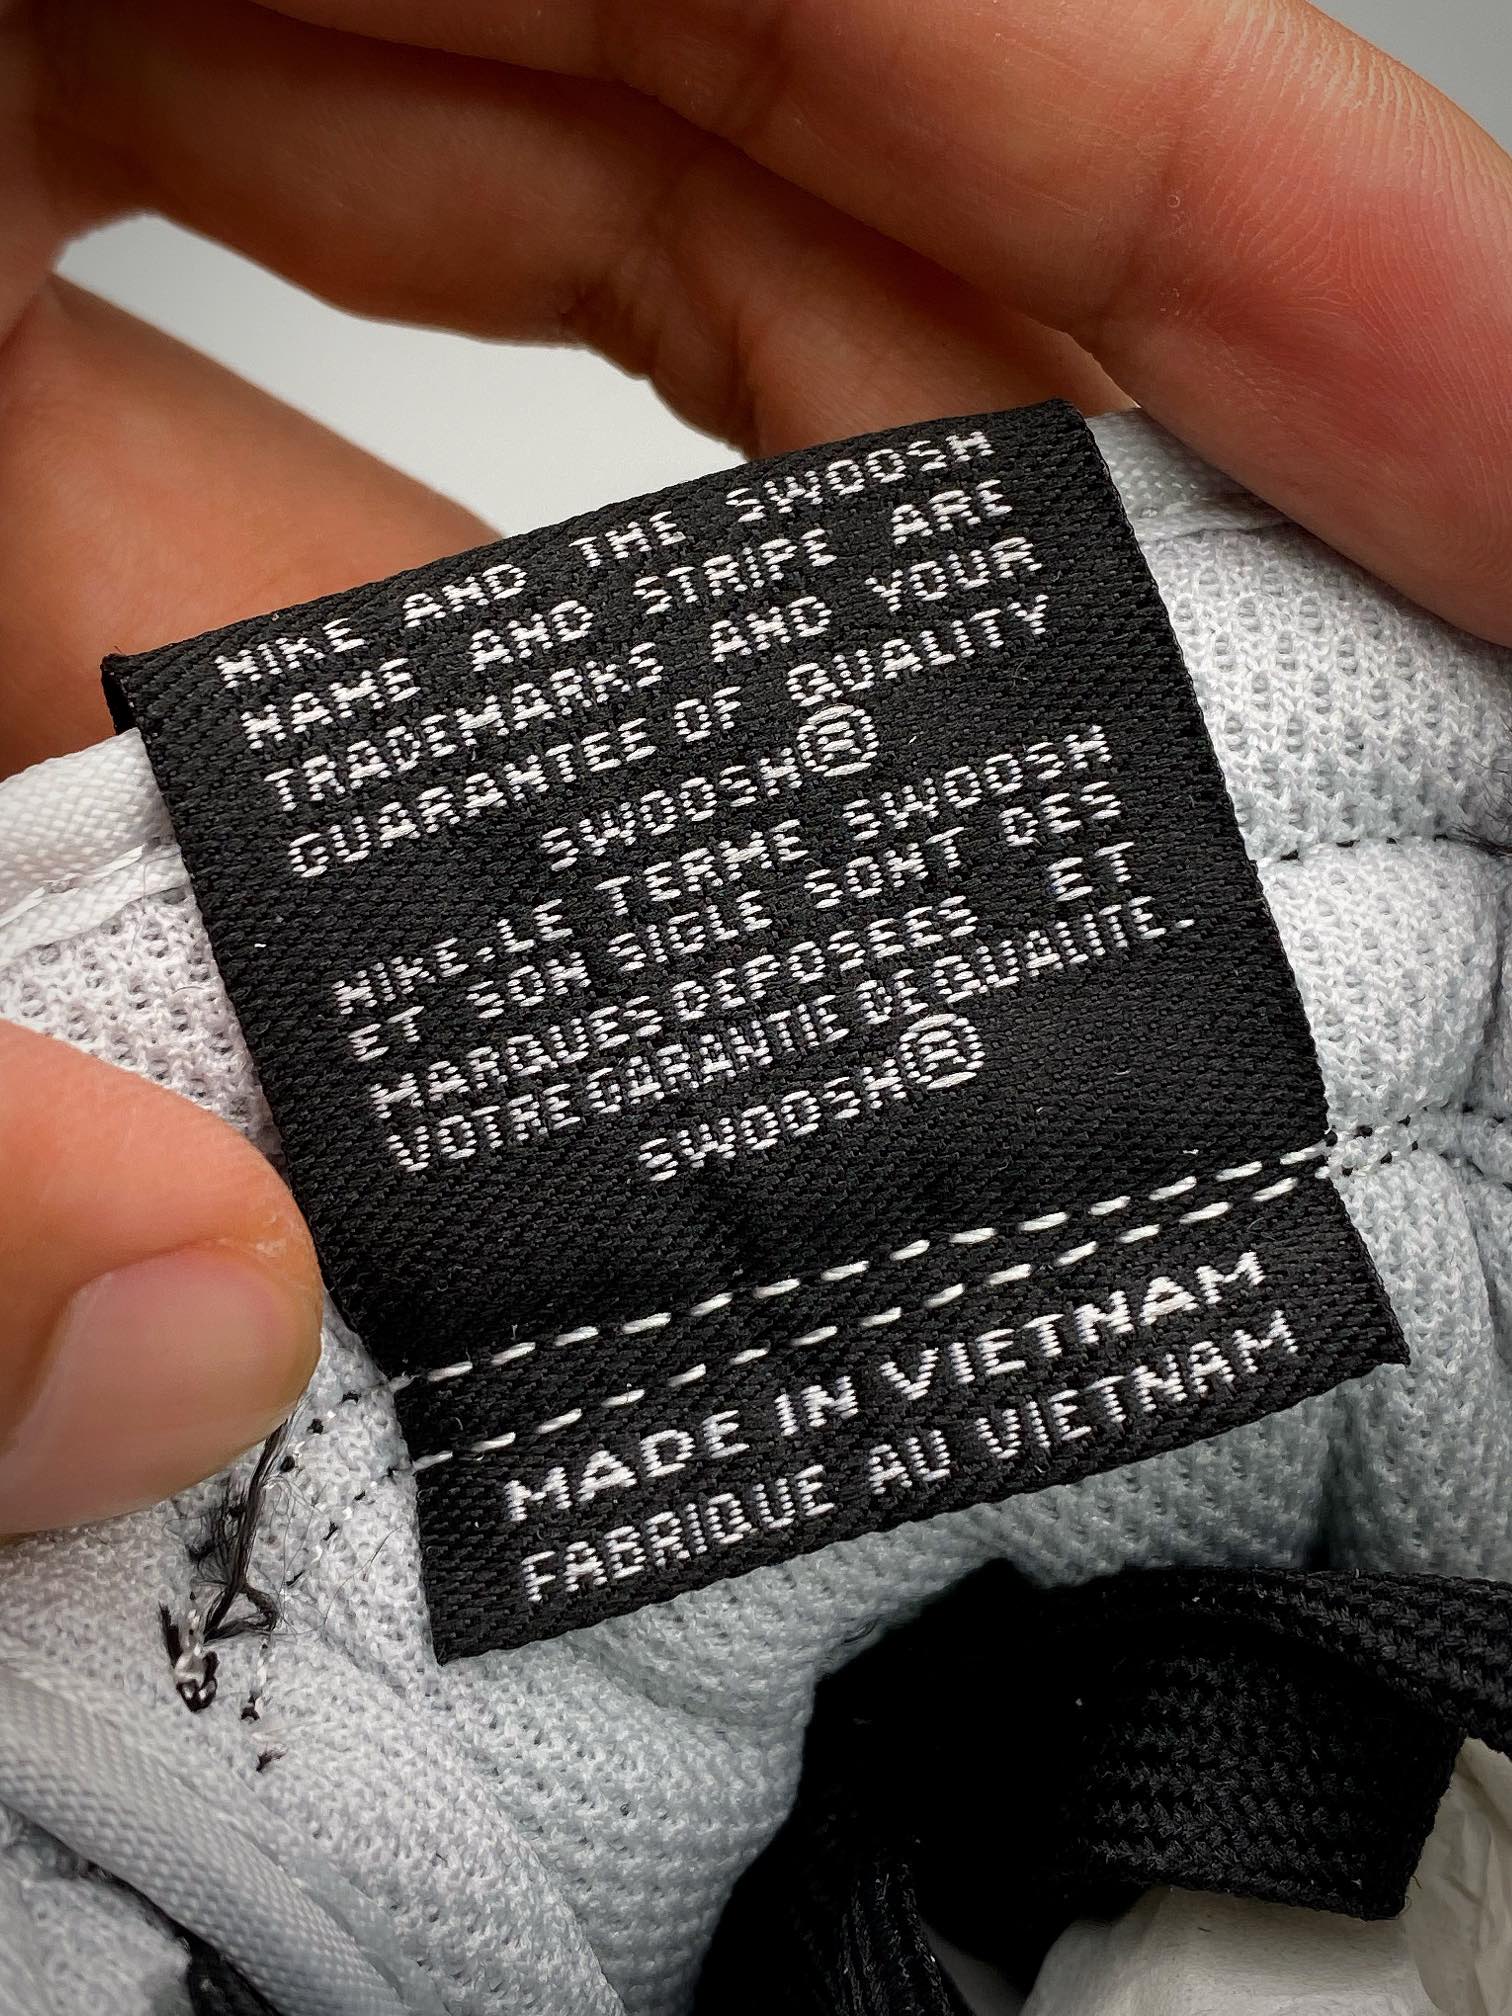 NIKE AND THE SWOOSH
NAME AND STRIPE ARE
TRADEMARKS AND YOUR
GUARANTEE OF QUALITY
SWOOSH®
NIKE-LE TERME SWOOSH
ET SON SIGLE SONT DES
MARQUES DEPOSEES ET
VOTRE GARANTIE DE QUALITE.
SWOOSH®
MADE IN VIETNAM
FABRIQUE AU VIETNAM